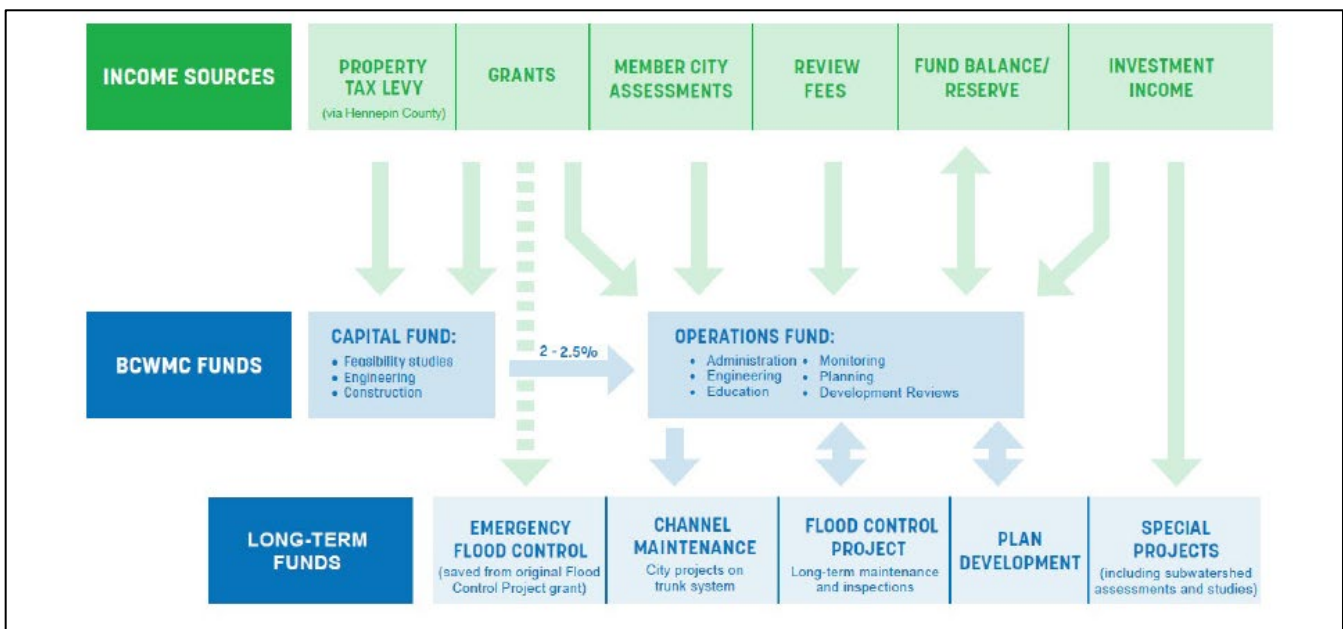 INCOME SOURCES
PROPERTY
TAX LEVY
(via Hennepin County)
GRANTS
MEMBER CITY
ASSESSMENTS
REVIEW
FEES
FUND BALANCE/
RESERVE
INVESTMENT
INCOME
BCWMC FUNDS
CAPITAL FUND:
• Feasibility studies
• Engineering
• Construction
2 - 2.5%
OPERATIONS FUND:
• Administration • Monitoring
• Engineering • Planning
• Education • Development Reviews
LONG-TERM
FUNDS
EMERGENCY
FLOOD CONTROL
(saved from original Flood
Control Project grant)
CHANNEL
MAINTENANCE
City projects on
trunk system
FLOOD CONTROL
PROJECT
Long-term maintenance
and inspections
PLAN
DEVELOPMENT
SPECIAL
PROJECTS
(including subwatershed
assessments and studies)